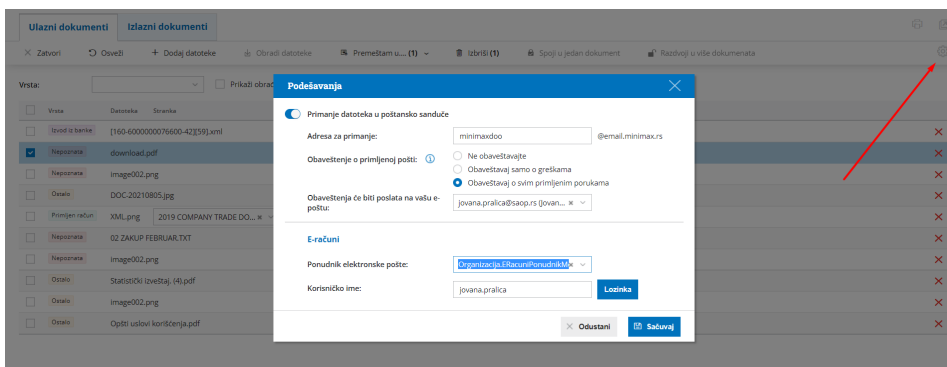 Ulazni dokumenti Izlazni dokumenti
Zatvori Osveži + Dodaj datoteke Obradi datoteke Premeštam u.... (1) Izbriši (1) Spoji u jedan dokument Razdvoji u više dokumenata
Vrsta: Prikaži obrađ
Vrsta Datoteka Stranka
Izvod iz banke [160-6000000076600-42][59].xml
Nepoznata download.pdf
Nepoznata image002.png
Ostalo DOC-20210805.jpg
Primljen račun XML.png 2019 COMPANY TRADE DO...
Nepoznata 02 ZAKUP FEBRUAR.TXT
Nepoznata image002.png
Ostalo Statistički izveštaj. (4).pdf
Ostalo image002.png
Ostalo Opšti uslovi korišćenja.pdf
Podešavanja
Primanje datoteka u poštansko sanduče
Adresa za primanje: minimaxdoo @email.minimax.rs
Obaveštenje o primljenoj pošti: Ne obaveštavajte
Obaveštavaj samo o greškama
Obaveštavaj o svim primljenim porukama
Obaveštenja će biti poslata na vašu e-
poštu: jovana.pralica@saop.rs (Jovan...
E-računi
Ponudnik elektronske pošte: Organizacija.ERacuniPonudnikM
Korisničko ime: jovana.pralica Lozinka
Odustani Sačuvaj